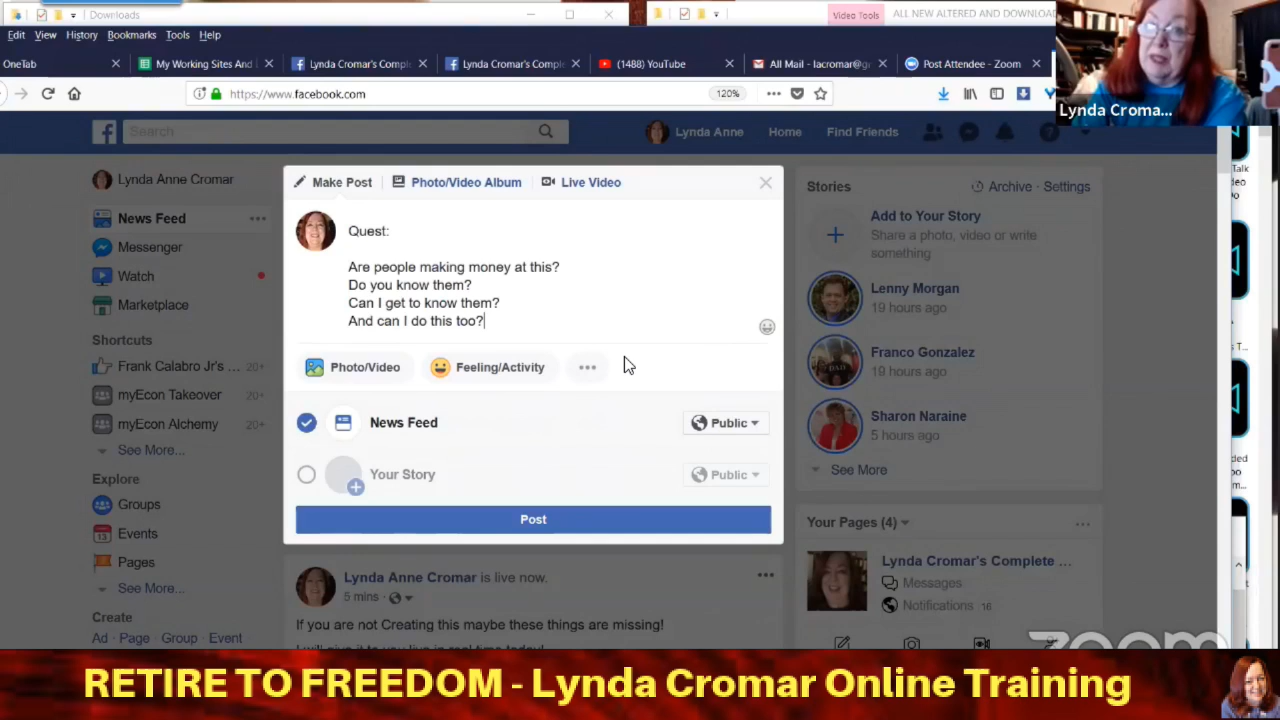 Downloads
Video Tools
ALL NEW ALTERED AND DOWNLOA
Edit View History Bookmarks Tools Help
OneTab
My Working Sites And
Lynda Cromar's Comple
Lynda Cromar's Comple
(1488) YouTube
All Mail - lacromar@g
Post Attendee - Zoom
Lynda Croma...
https://www.facebook.com
120%
Search
Lynda Anne
Home
Find Friends
Lynda Anne Cromar
News Feed
Messenger
Watch
Marketplace
Shortcuts
Frank Calabro Jr's ... 20+
myEcon Takeover 20+
myEcon Alchemy 20+
See More...
Explore
Groups
Events
Pages
See More...
Create
Ad · Page · Group · Event
Make Post
Photo/Video Album
Live Video
Quest:
Are people making money at this?
Do you know them?
Can I get to know them?
And can I do this too?
Photo/Video
Feeling/Activity
News Feed
Public
Your Story
Public
Post
Lynda Anne Cromar is live now.
5 mins ·
If you are not Creating this maybe these things are missing!
Stories
Archive · Settings
Add to Your Story
Share a photo, video or write
something
Lenny Morgan
19 hours ago
Franco Gonzalez
19 hours ago
Sharon Naraine
5 hours ago
See More
Your Pages (4)
Lynda Cromar's Complete ...
Messages
Notifications 16
Talk
zoom
RETIRE TO FREEDOM - Lynda Cromar Online Training